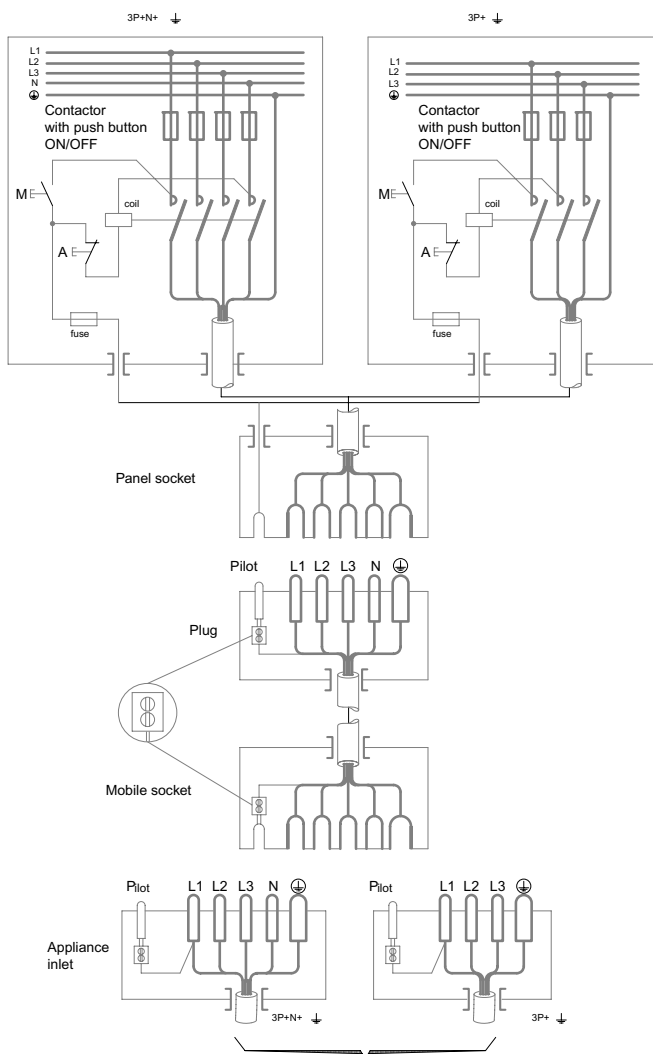 3P+N+
3P+
L1
L2
L3
N
Contactor
with push button
ON/OFF
M
A
coil
fuse
L1
L2
L3
Contactor
with push button
ON/OFF
M
A
coil
fuse
Panel socket
Pilot L1 L2 L3 N
Plug
Mobile socket
Pilot L1 L2 L3 N
Pilot L1 L2 L3
Appliance
inlet
3P+N+
3P+